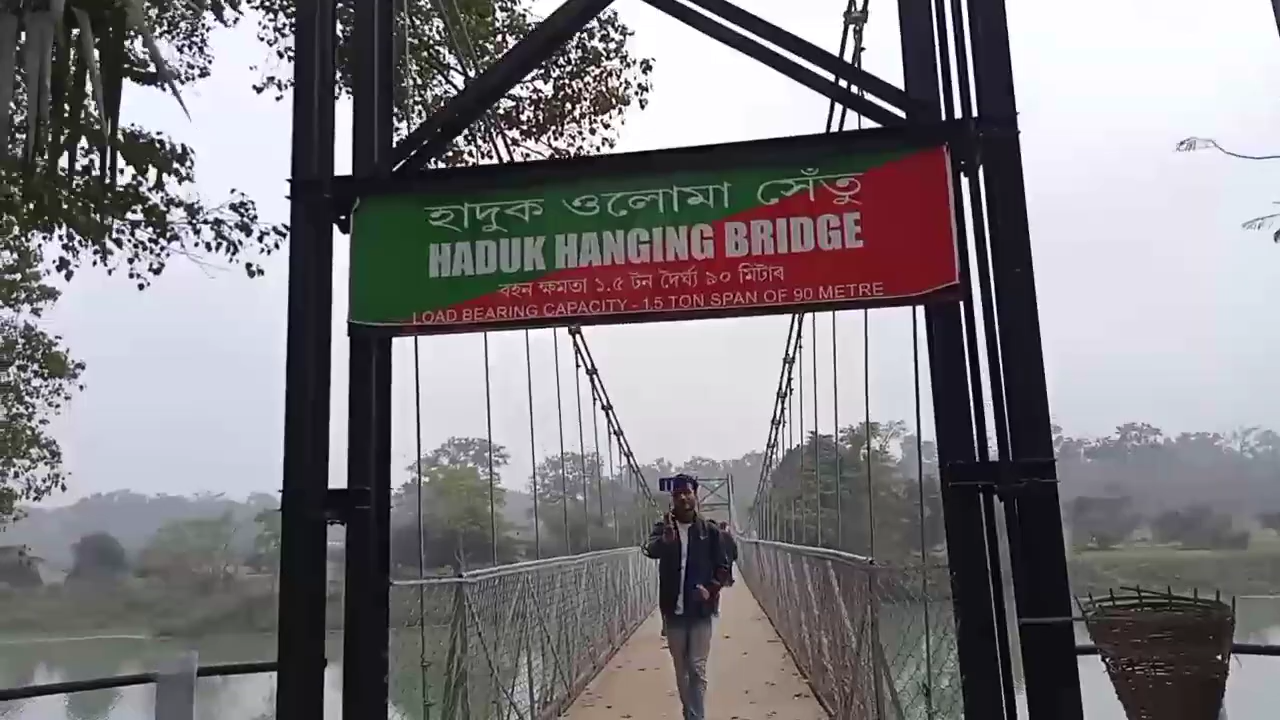 হাদুক ওলোমা সেঁতু
HADUK HANGING BRIDGE
বহন ক্ষমতা ১.৫ টন দৈৰ্ঘ্য ৯০ মিটাৰ
LOAD BEARING CAPACITY - 1.5 TON SPAN OF 90 METRE